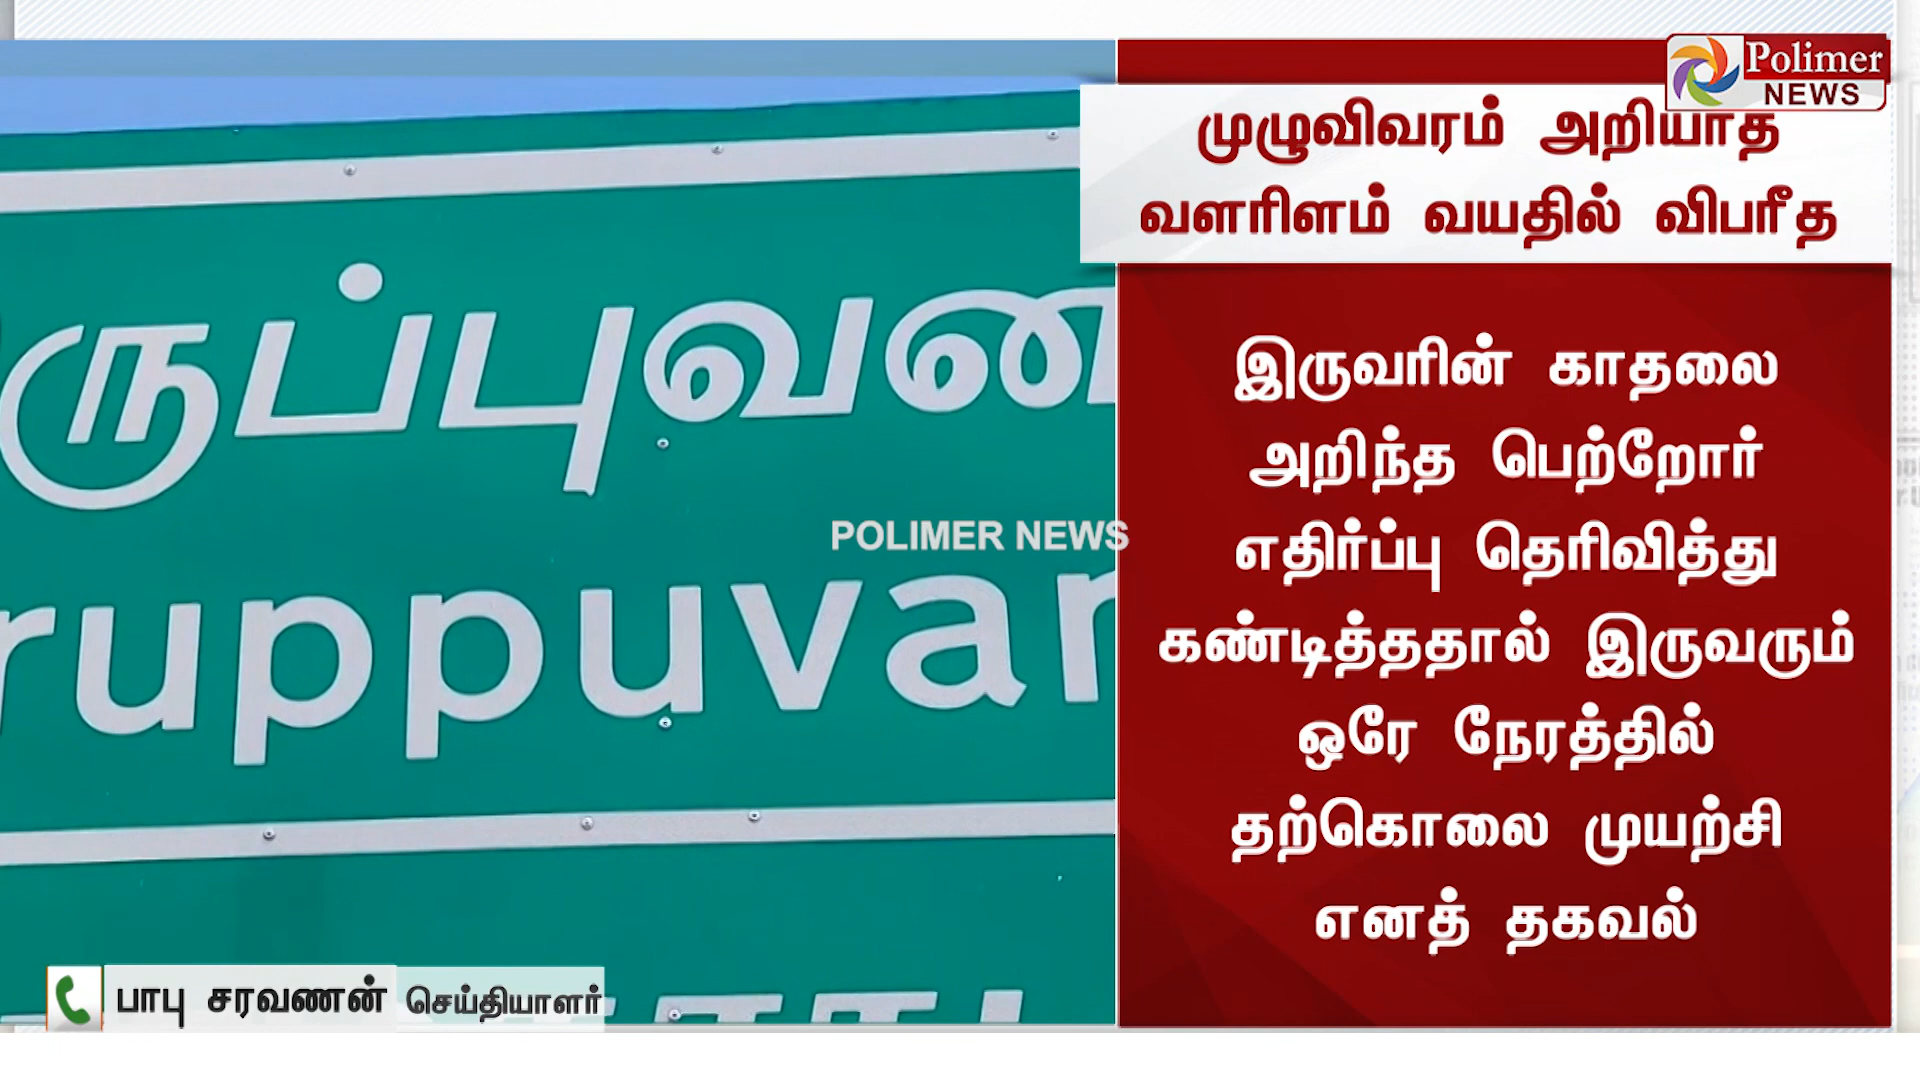 Polimer
NEWS
முழுவிவரம் அறியாத
வளரிளம் வயதில் விபரீத
ருப்புவன
ruppuvan
இருவரின் காதலை
அறிந்த பெற்றோர்
எதிர்ப்பு தெரிவித்து
கண்டித்ததால் இருவரும்
ஒரே நேரத்தில்
தற்கொலை முயற்சி
எனத் தகவல்
POLIMER NEWS
பாபு சரவணன் செய்தியாளர்